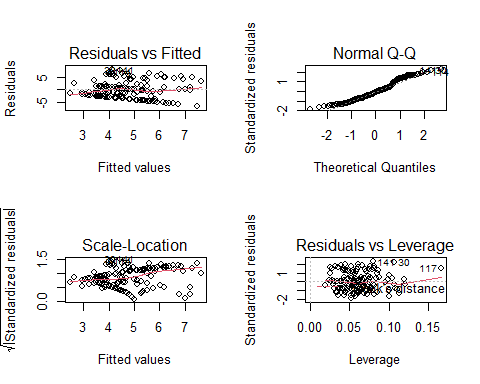 Residuals vs Fitted
Residuals
5
-5
3 4 5 6 7
Fitted values
Normal Q-Q
Standardized residuals
1
-2
-2 -1 0 1 2
Theoretical Quantiles
Scale-Location
√|Standardized residuals|
1.5
0.0
3 4 5 6 7
Fitted values
Residuals vs Leverage
Standardized residuals
1
-2
141 30
117
distance
0.00 0.05 0.10 0.15
Leverage